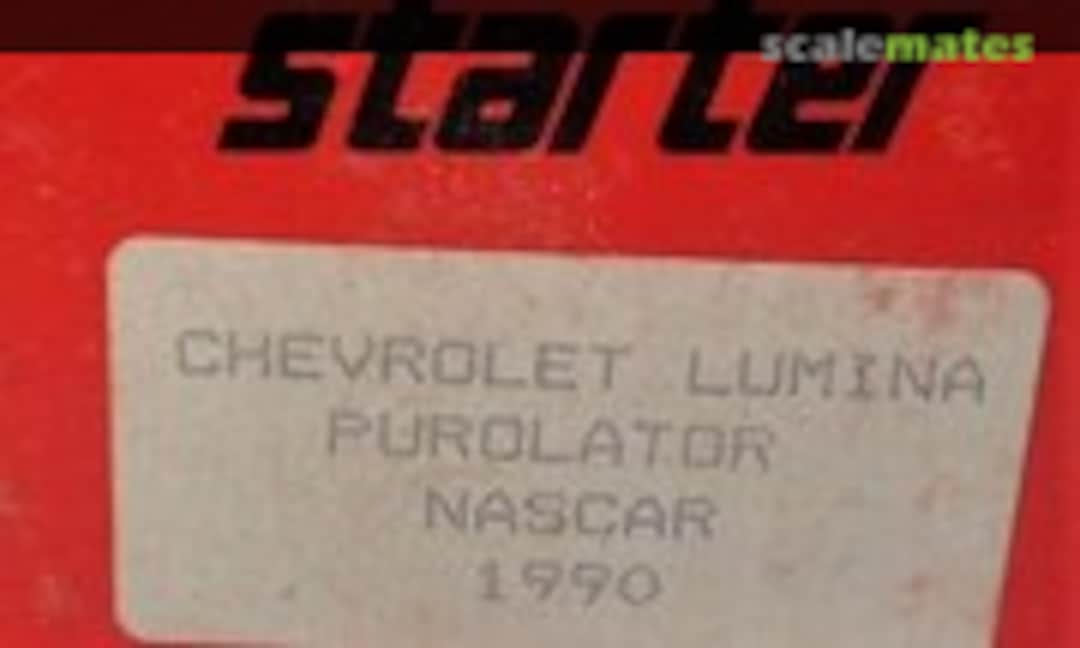 starter
scalemates
CHEVROLET LUMINA
PUROLATOR
NASCAR
1990